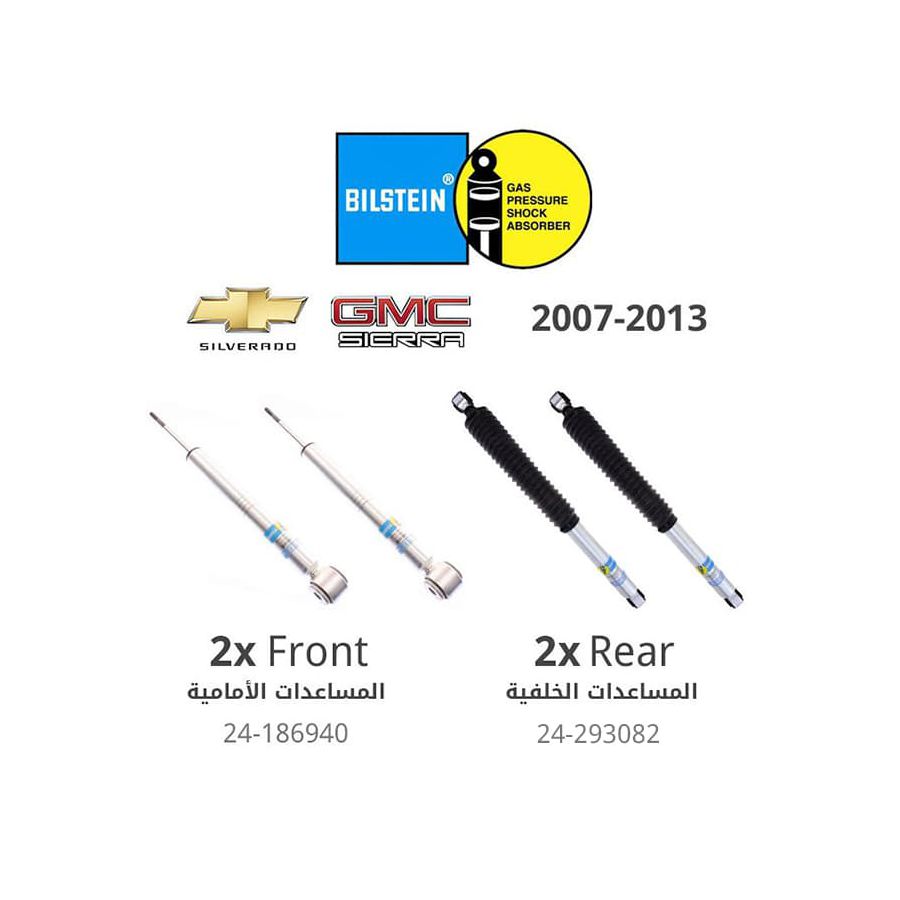 BILSTEIN®
GAS
PRESSURE
SHOCK
ABSORBER
SILVERADO
GMC
SIERRA
2007-2013
2x Front
المساعدات الأمامية
24-186940
2x Rear
المساعدات الخلفية
24-293082